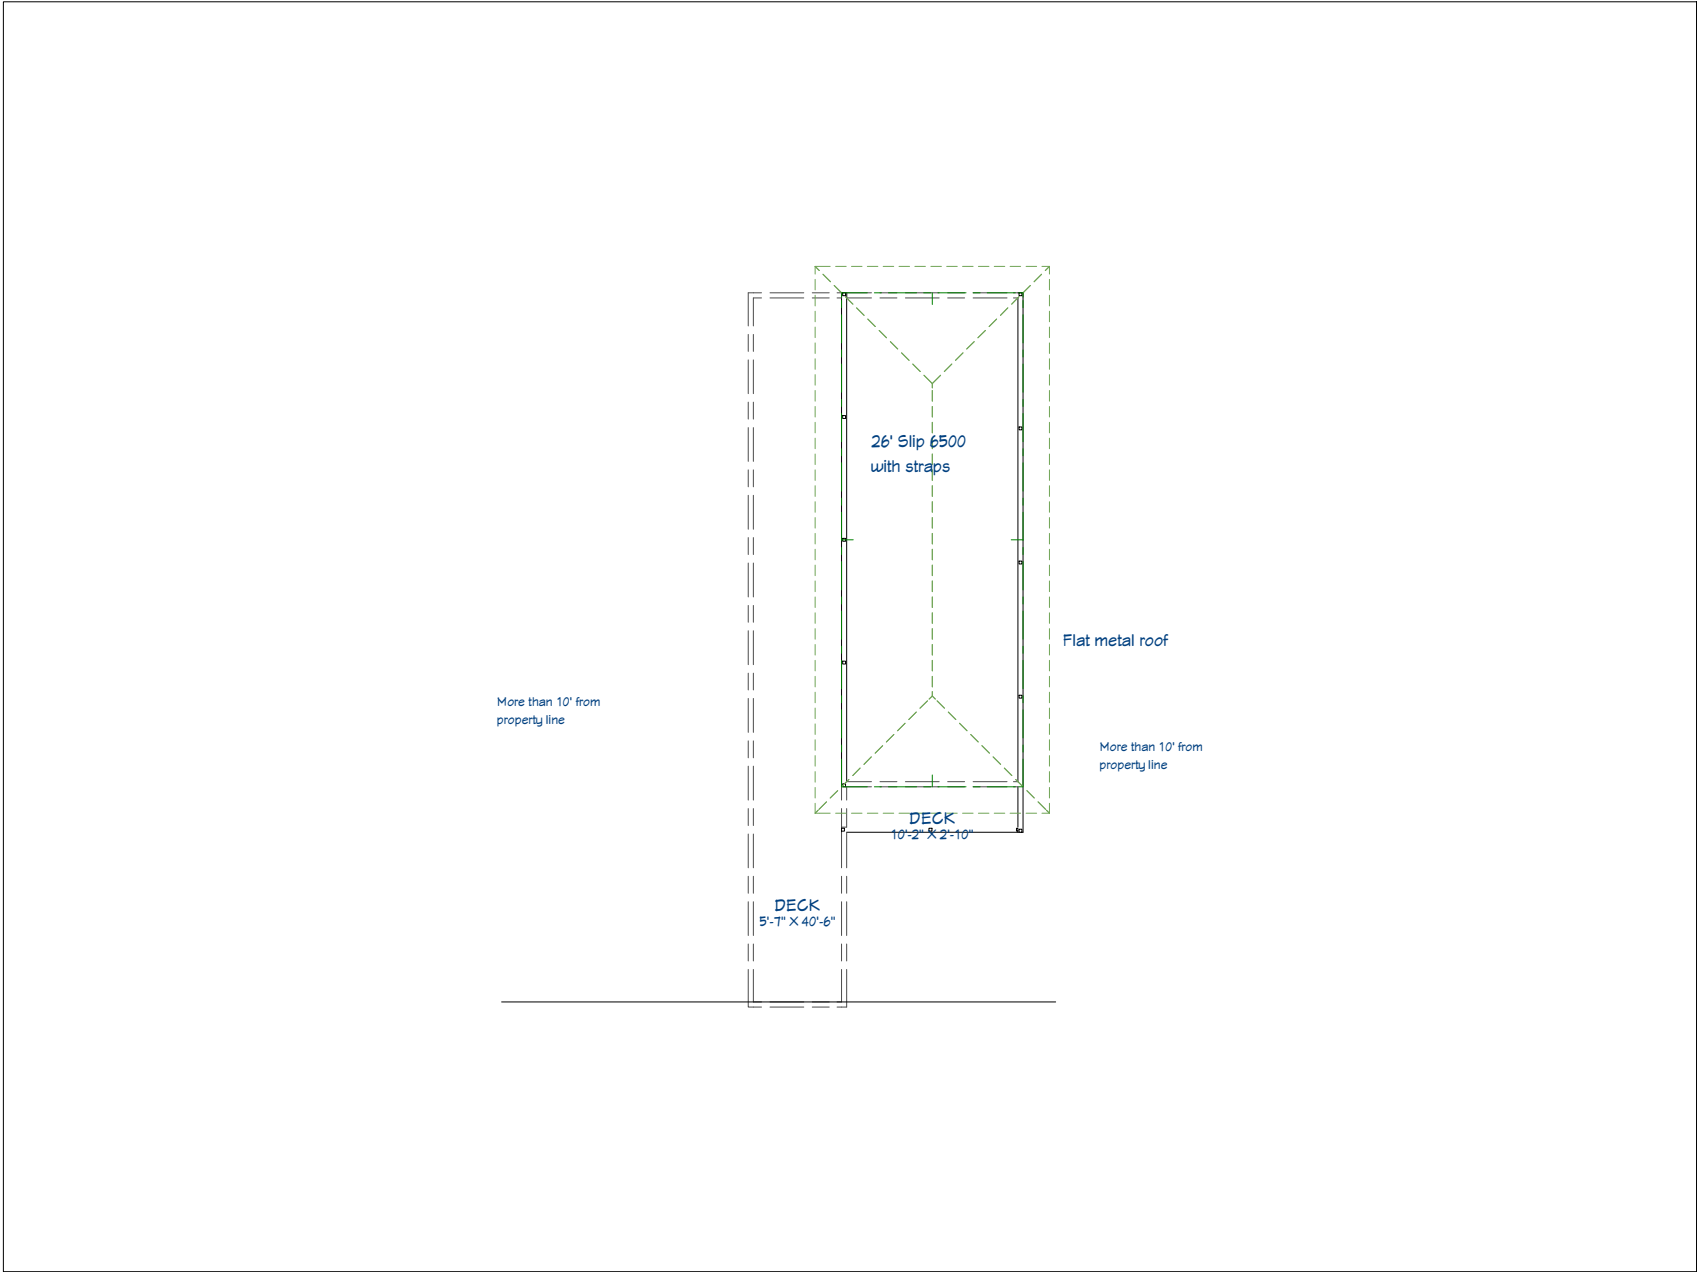 26' Slip 6500
with straps
Flat metal roof
More than 10' from
property line
More than 10' from
property line
DECK
10'-2" X 2'-10"
DECK
5'-7" X 40'-6"